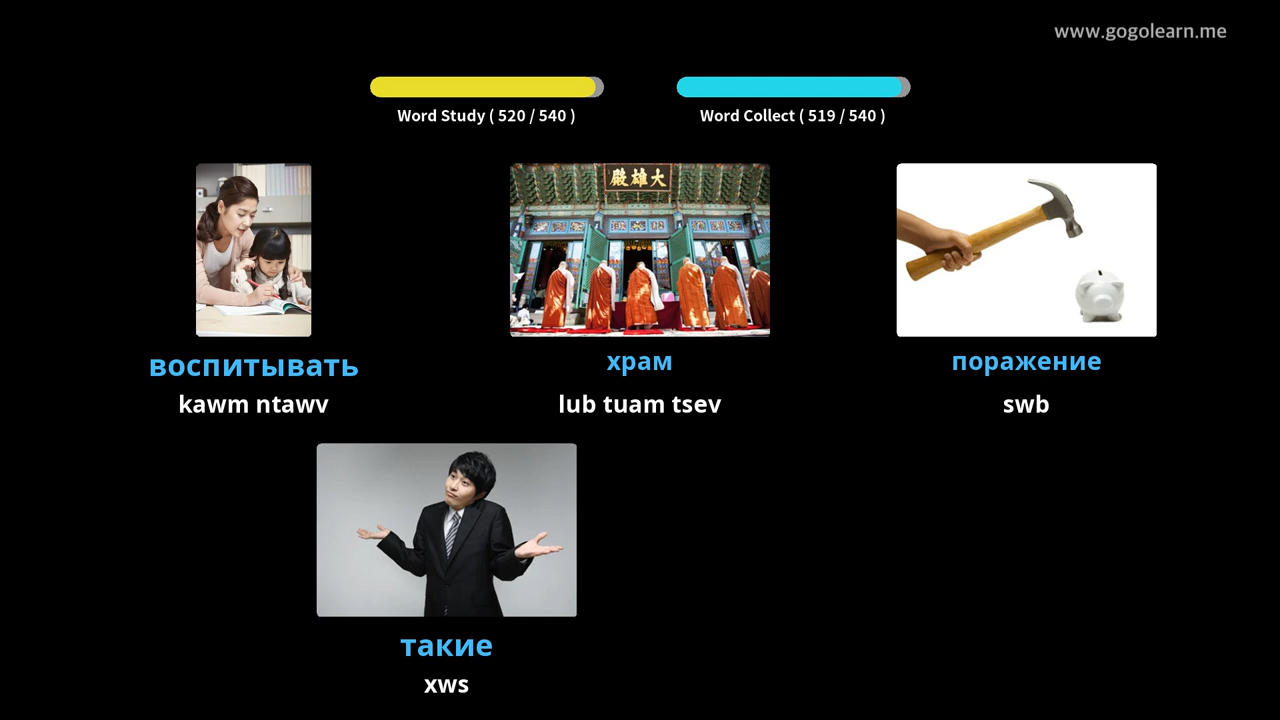 www.gogolearn.me
Word Study ( 520 / 540 )
Word Collect ( 519 / 540 )
大雄殿
воспитывать
храм
поражение
kawm ntawv
lub tuam tsev
swb
такие
xws